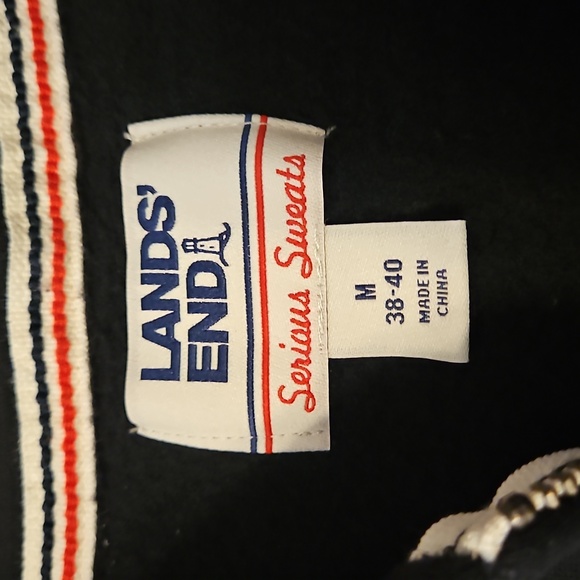 LANDS'
END
Serious Sweats
M
38-40
MADE IN
CHINA